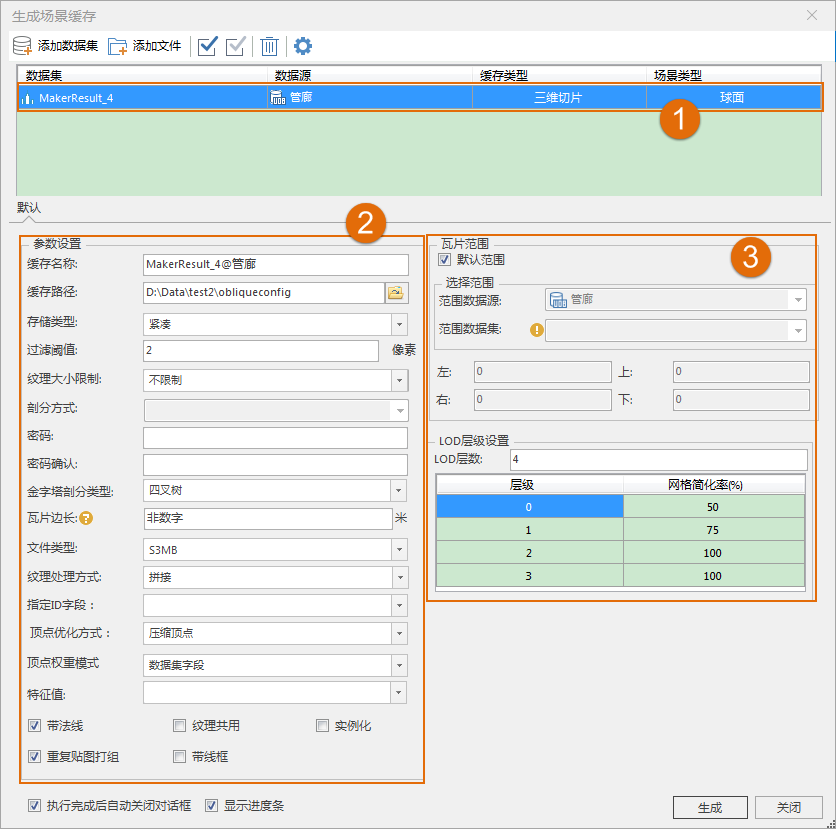 生成场景缓存
添加数据集 添加文件
数据集 数据源 缓存类型 场景类型
MakerResult_4 管廊 三维切片 球面
1
默认
2
参数设置
缓存名称: MakerResult_4@管廊
缓存路径: D:\Data\test2\obliqueconfig
存储类型: 紧凑
过滤阈值: 2 像素
纹理大小限制: 不限制
剖分方式:
密码:
密码确认:
金字塔剖分类型: 四叉树
瓦片边长: 非数字 米
文件类型: S3MB
纹理处理方式: 拼接
指定ID字段：
顶点优化方式： 压缩顶点
顶点权重模式 数据集字段
特征值:
带法线 纹理共用 实例化
重复贴图打组 带线框
3
瓦片范围
默认范围
选择范围
范围数据源: 管廊
范围数据集:
左: 0 上: 0
右: 0 下: 0
LOD层级设置
LOD层数: 4
层级 网格简化率(%)
0 50
1 75
2 100
3 100
执行完成后自动关闭对话框 显示进度条
生成 关闭